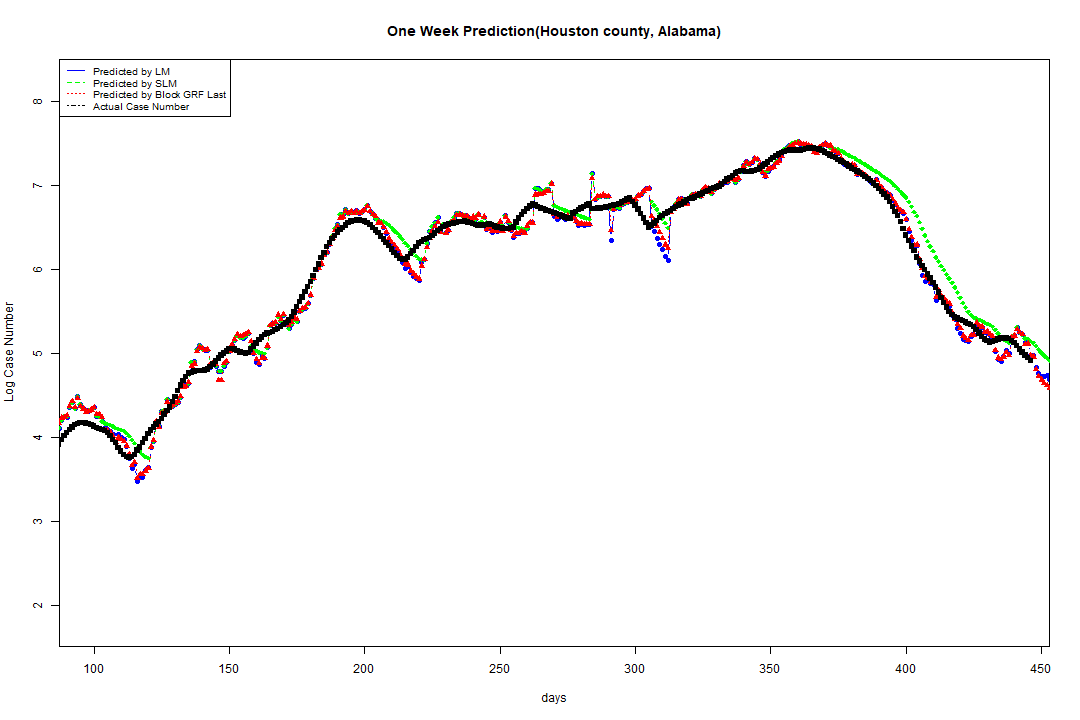 One Week Prediction(Houston county, Alabama)
Predicted by LM
Predicted by SLM
Predicted by Block GRF Last
Actual Case Number
Log Case Number
8
7
6
5
4
3
2
100 150 200 250 300 350 400 450
days